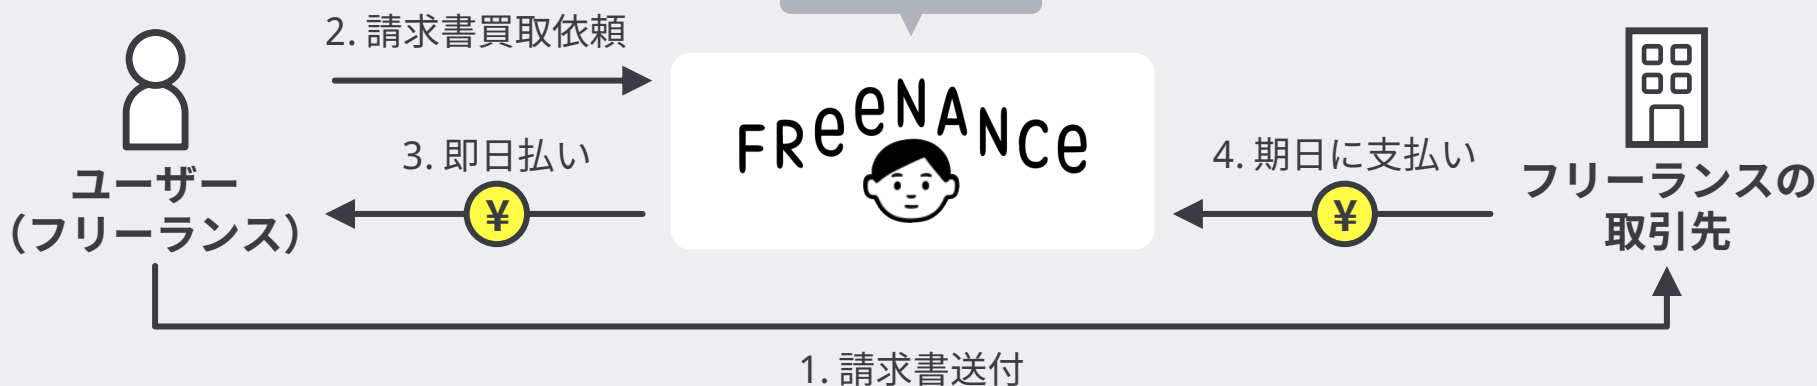 2. 請求書買取依頼
FReeNANce
3. 即日払い
¥
4. 期日に支払い
¥
ユーザー
（フリーランス）
フリーランスの
取引先
1. 請求書送付